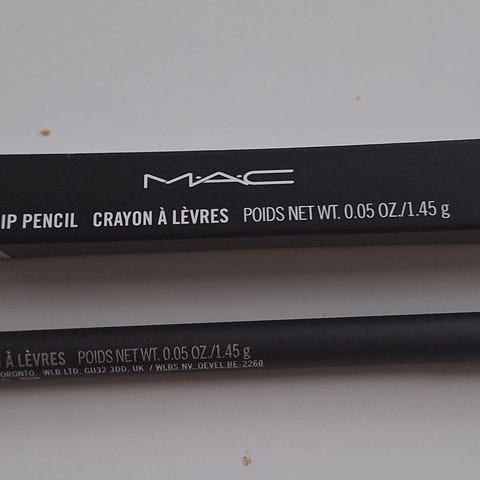 M·A·C
IP PENCIL CRAYON À LÈVRES POIDS NET WT. 0.05 OZ./1.45 g
À LÈVRES POIDS NET WT. 0.05 OZ./1.45 g
ORONTO, WLB LTD. GU32 3DD, UK / WLBS NV, OEVEL BE-2260